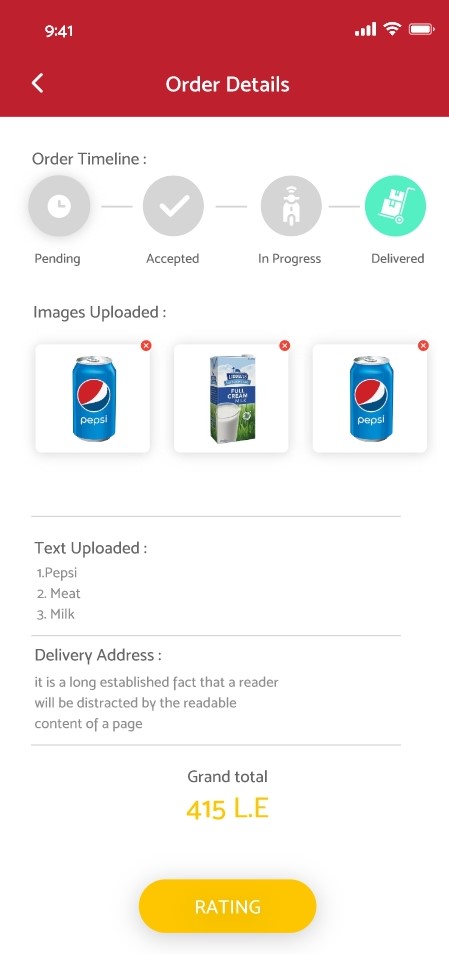 9:41
Order Details
Order Timeline :
Pending
Accepted
In Progress
Delivered
Images Uploaded :
pepsi
FULL
CREAM
MILK
pepsi
Text Uploaded :
1.Pepsi
2. Meat
3. Milk
Delivery Address :
it is a long established fact that a reader
will be distracted by the readable
content of a page
Grand total
415 L.E
RATING